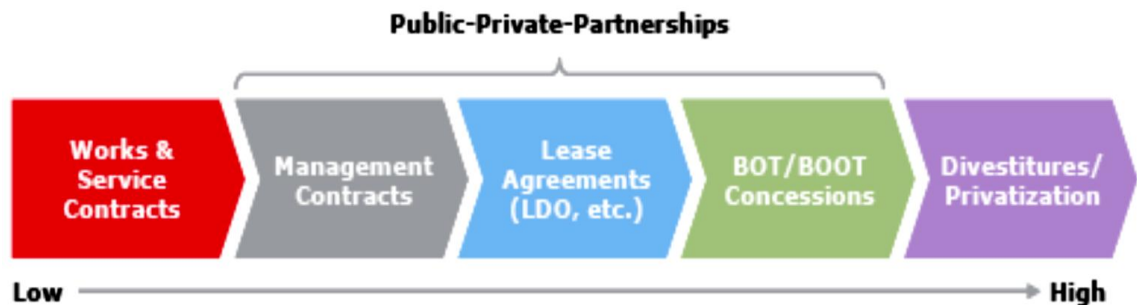 Public-Private-Partnerships
Works &
Service
Contracts
Management
Contracts
Lease
Agreements
(LDO, etc.)
BOT/BOOT
Concessions
Divestitures/
Privatization
Low
High